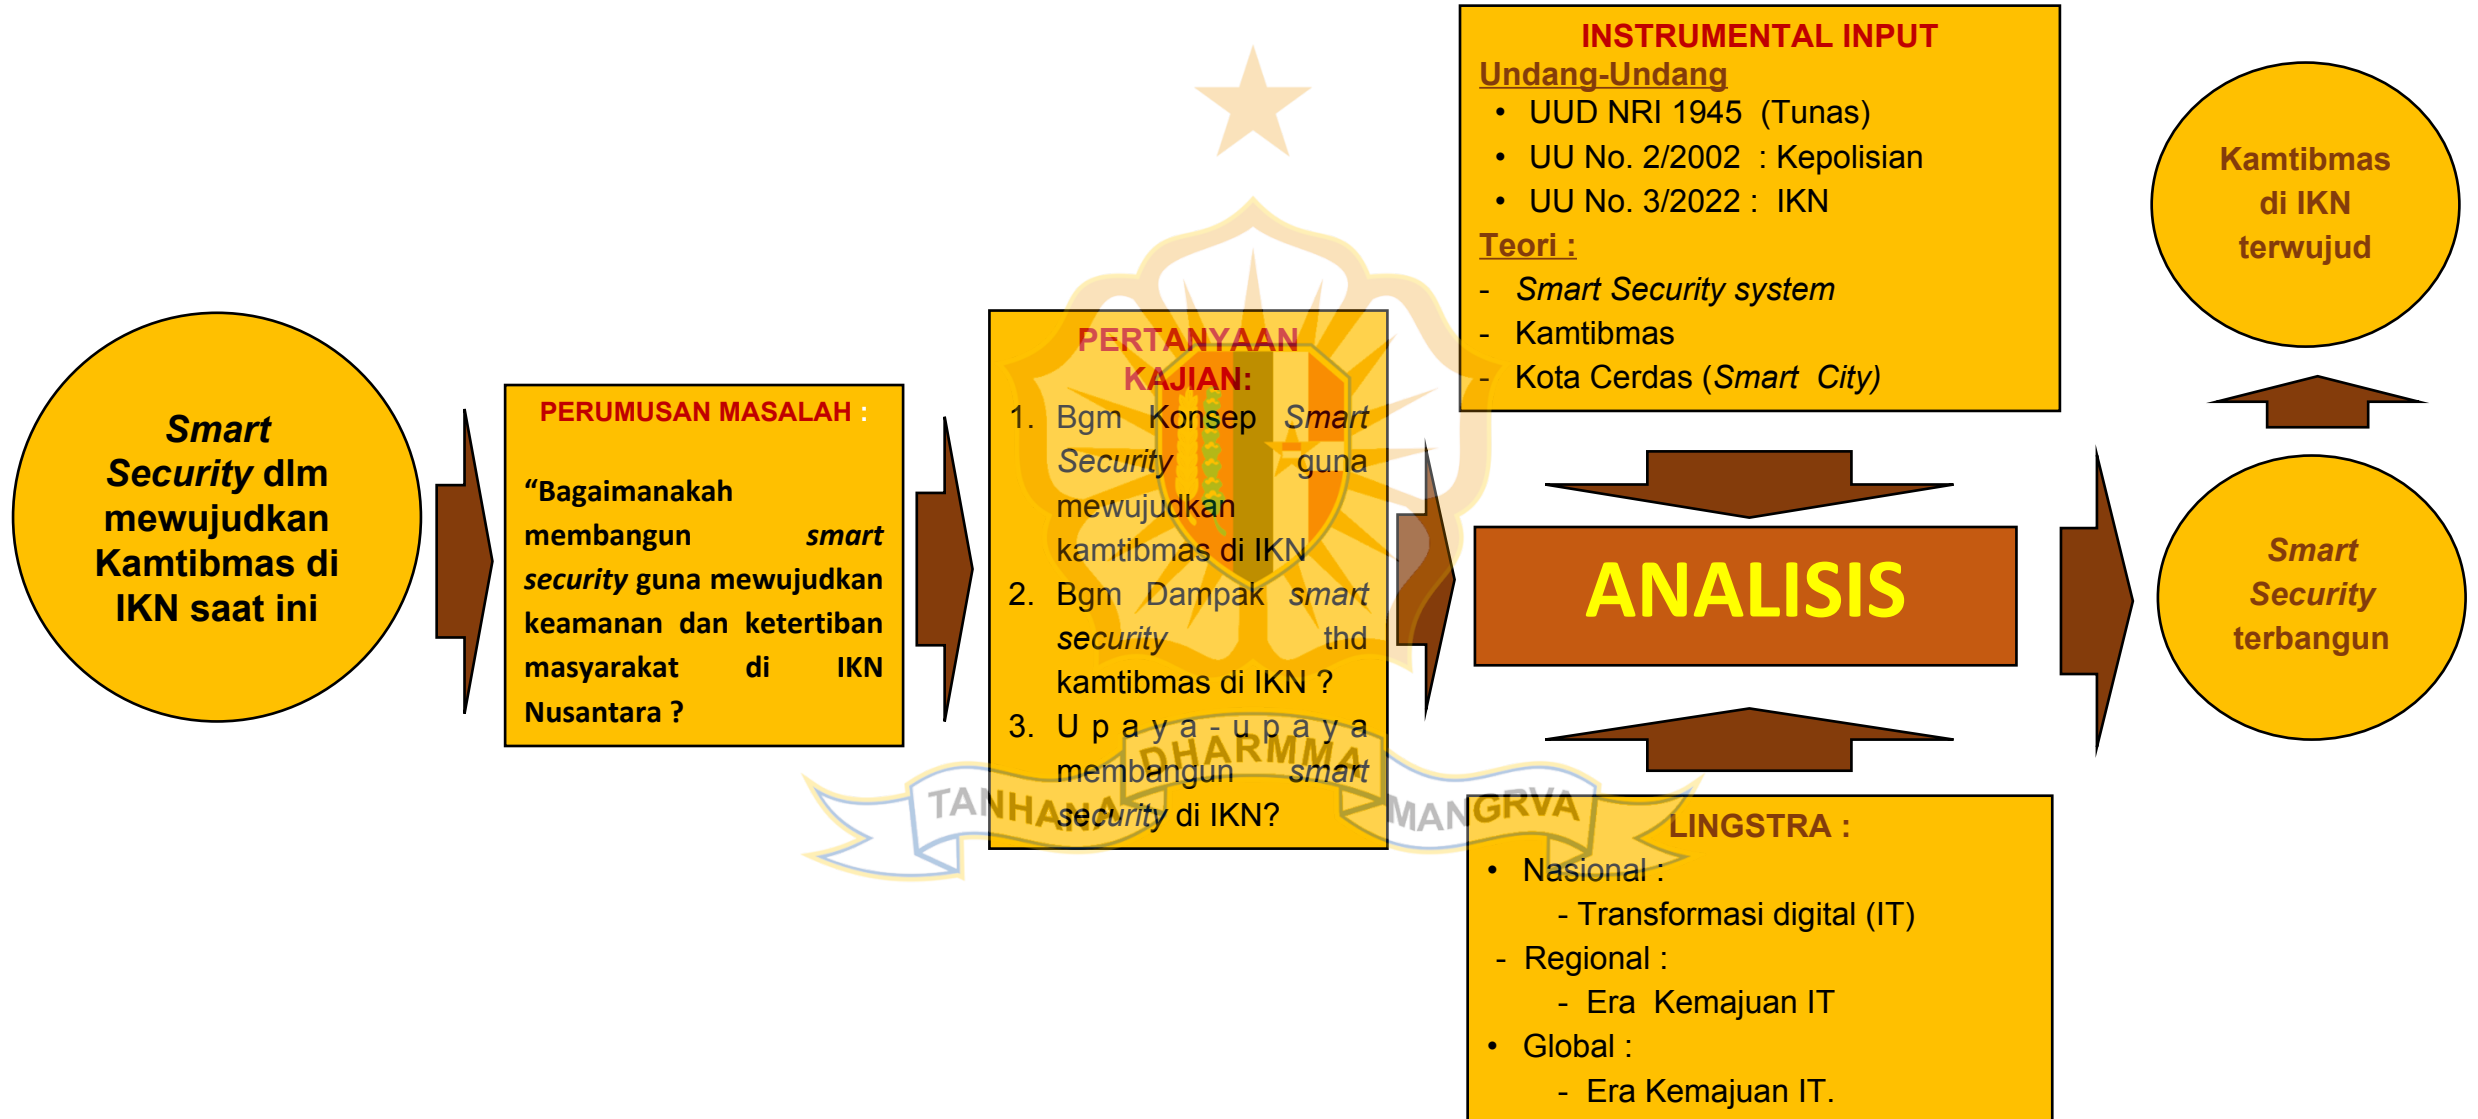 Smart
Security dlm
mewujudkan
Kamtibmas di
IKN saat ini
PERUMUSAN MASALAH :
“Bagaimanakah
membangun smart
security guna mewujudkan
keamanan dan ketertiban
masyarakat di IKN
Nusantara ?
PERTANYAAN
KAJIAN:
1. Bgm Konsep Smart
Security guna
mewujudkan
kamtibmas di IKN
2. Bgm Dampak smart
security thd
kamtibmas di IKN ?
3. U p a y a - u p a y a
membangun smart
security di IKN?
INSTRUMENTAL INPUT
Undang-Undang
• UUD NRI 1945 (Tunas)
• UU No. 2/2002 : Kepolisian
• UU No. 3/2022 : IKN
Teori :
- Smart Security system
- Kamtibmas
- Kota Cerdas (Smart City)
ANALISIS
LINGSTRA :
• Nasional :
- Transformasi digital (IT)
- Regional :
- Era Kemajuan IT
• Global :
- Era Kemajuan IT.
Kamtibmas
di IKN
terwujud
Smart
Security
terbangun
TANHANA DHARMMA MANGRVA